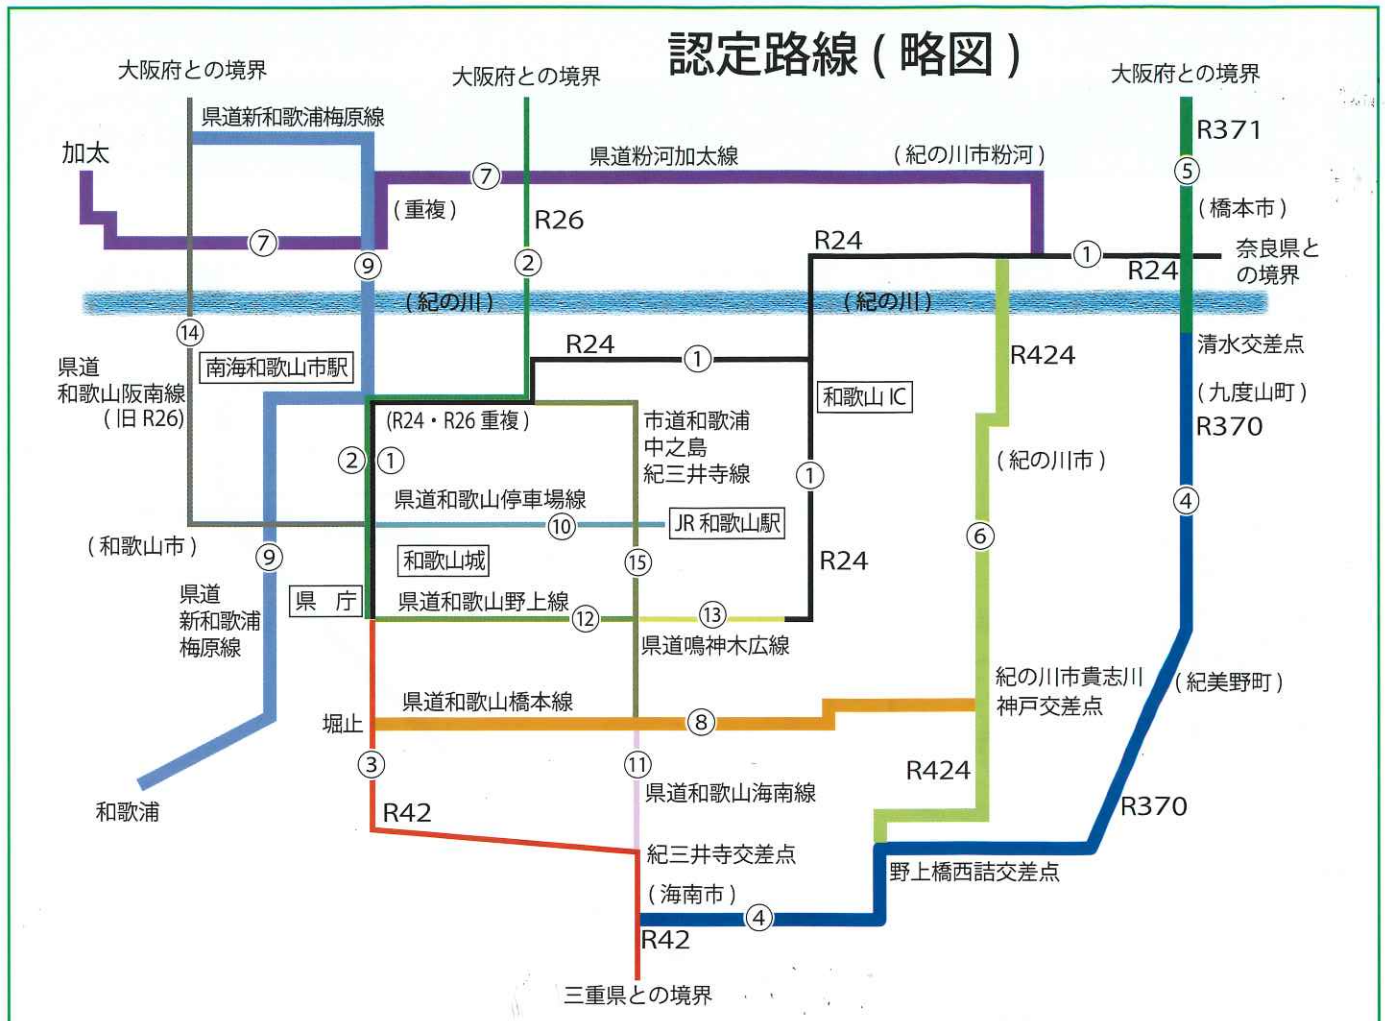 認定路線 ( 略図 )
大阪府との境界
大阪府との境界
大阪府との境界
県道新和歌浦梅原線
R371
加太
県道粉河加太線
( 紀の川市粉河 )
⑦
⑤
( 重複 )
R26
( 橋本市 )
⑦
R24
⑨
②
①
R24
奈良県と
の境界
( 紀の川 )
( 紀の川 )
⑭
R24
①
R424
清水交差点
県道
和歌山阪南線
( 旧 R26)
南海和歌山市駅
和歌山 IC
( 九度山町 )
(R24・R26 重複 )
市道和歌浦
中之島
紀三井寺線
R370
②
①
( 紀の川市 )
①
県道和歌山停車場線
⑩
JR 和歌山駅
④
( 和歌山市 )
⑥
⑨
和歌山城
⑮
R24
県道
新和歌浦
梅原線
県　庁
県道和歌山野上線
⑫
⑬
県道鳴神木広線
紀の川市貴志川
神戸交差点
( 紀美野町 )
県道和歌山橋本線
堀止
⑧
③
⑪
R424
県道和歌山海南線
R370
和歌浦
R42
紀三井寺交差点
野上橋西詰交差点
( 海南市 )
④
R42
三重県との境界